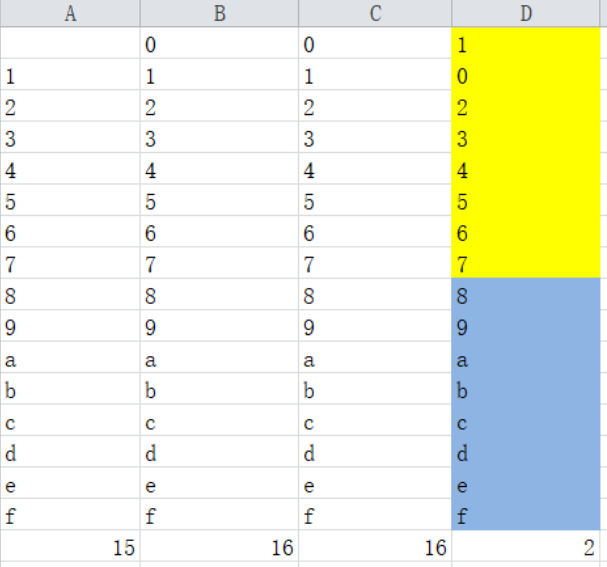 A B C D
0 0 1
1 1 1 0
2 2 2 2
3 3 3 3
4 4 4 4
5 5 5 5
6 6 6 6
7 7 7 7
8 8 8 8
9 9 9 9
a a a a
b b b b
c c c c
d d d d
e e e e
f f f f
15 16 16 2